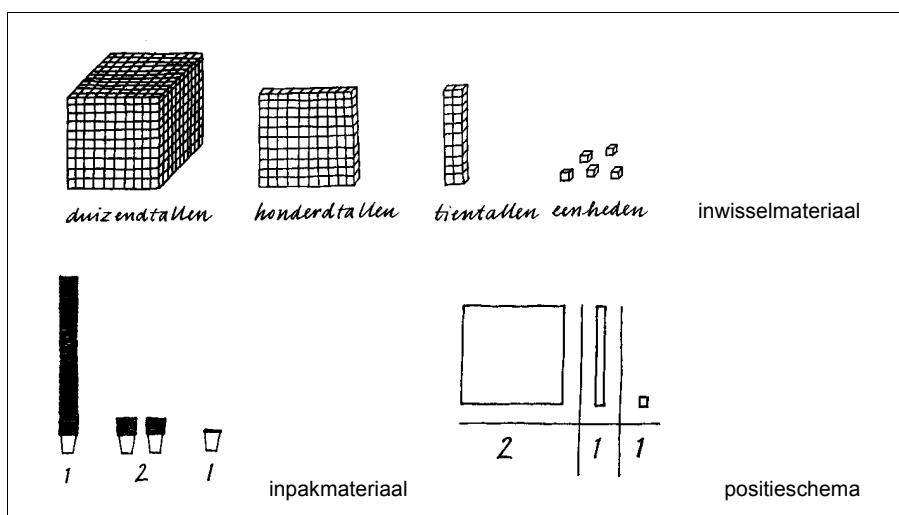 duizendtallen honderdtallen tientallen eenheden inwisselmateriaal
1 2 1 inpakmateriaal
2 1 1 positieschema